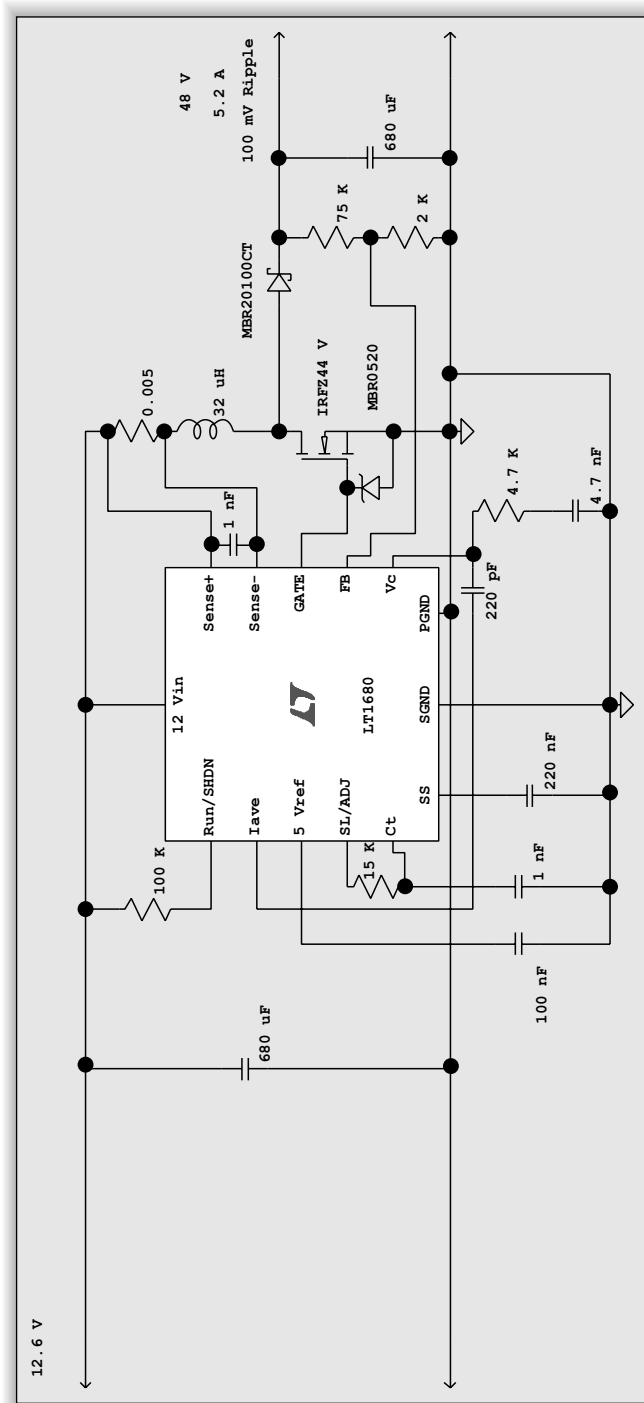 12.6 V
680 uF
100 K
12 Vin
Run/SHDN
Iave
5 Vref
SL/ADJ
Ct
15 K
SS
SGND
PGND
LT1680
Sense+
Sense-
GATE
FB
Vc
1 nF
0.005
32 uH
IRFZ44 V
MBR0520
MBR20100CT
48 V
5.2 A
100 mV Ripple
680 uF
75 K
2 K
4.7 K
4.7 nF
220 pF
220 nF
1 nF
100 nF